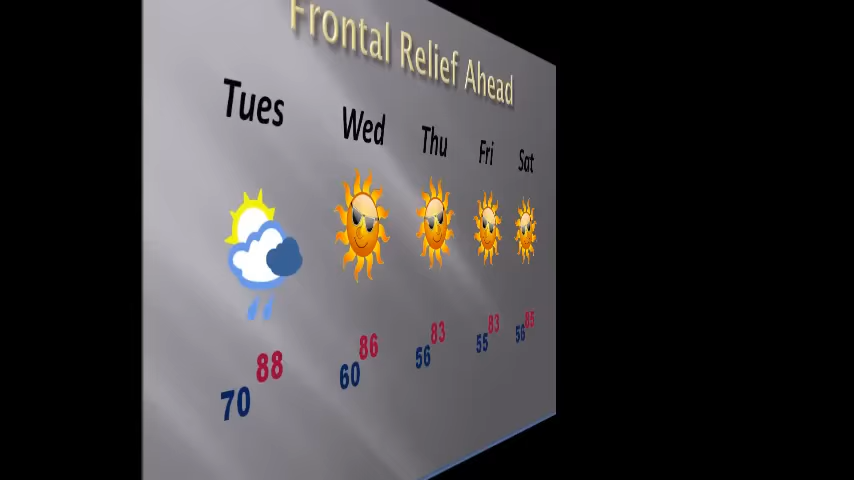 Frontal Relief Ahead
Tues Wed Thu Fri Sat
88 86 83 83 85
70 60 56 55 56